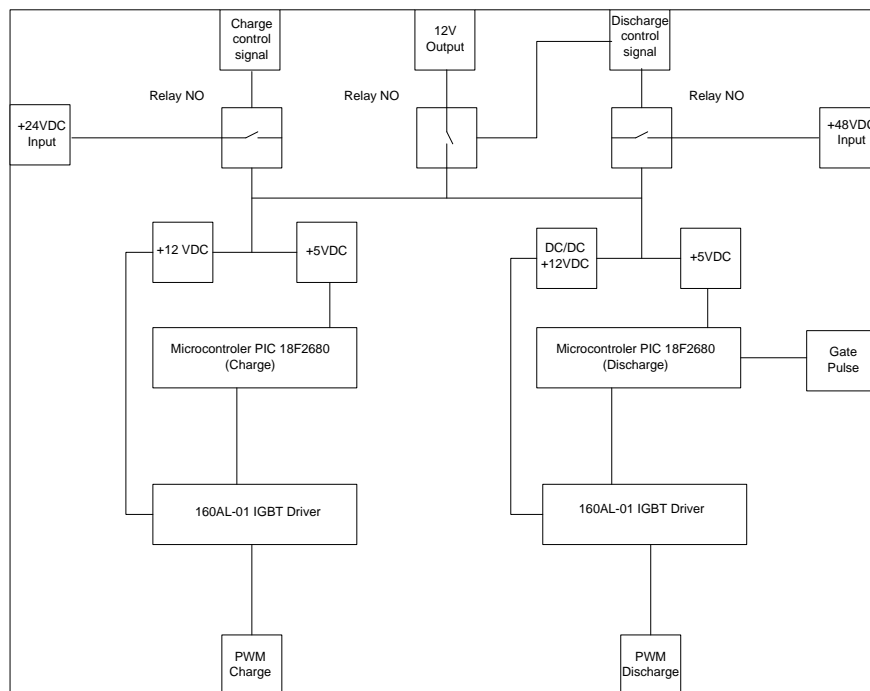 Charge
control
signal
12V
Output
Discharge
control
signal
Relay NO
Relay NO
Relay NO
+24VDC
Input
+48VDC
Input
+12 VDC
+5VDC
DC/DC
+12VDC
+5VDC
Microcontroler PIC 18F2680
(Charge)
Microcontroler PIC 18F2680
(Discharge)
Gate
Pulse
160AL-01 IGBT Driver
160AL-01 IGBT Driver
PWM
Charge
PWM
Discharge